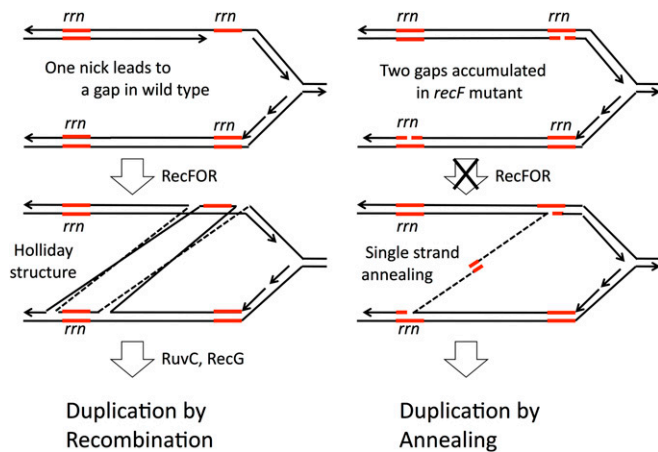 rrn
rrn
One nick leads to
a gap in wild type
rrn
rrn
RecFOR
rrn
Holliday
structure
rrn
RuvC, RecG
Duplication by
Recombination
rrn
rrn
Two gaps accumulated
in recF mutant
rrn
rrn
RecFOR
rrn
rrn
Single strand
annealing
rrn
rrn
Duplication by
Annealing